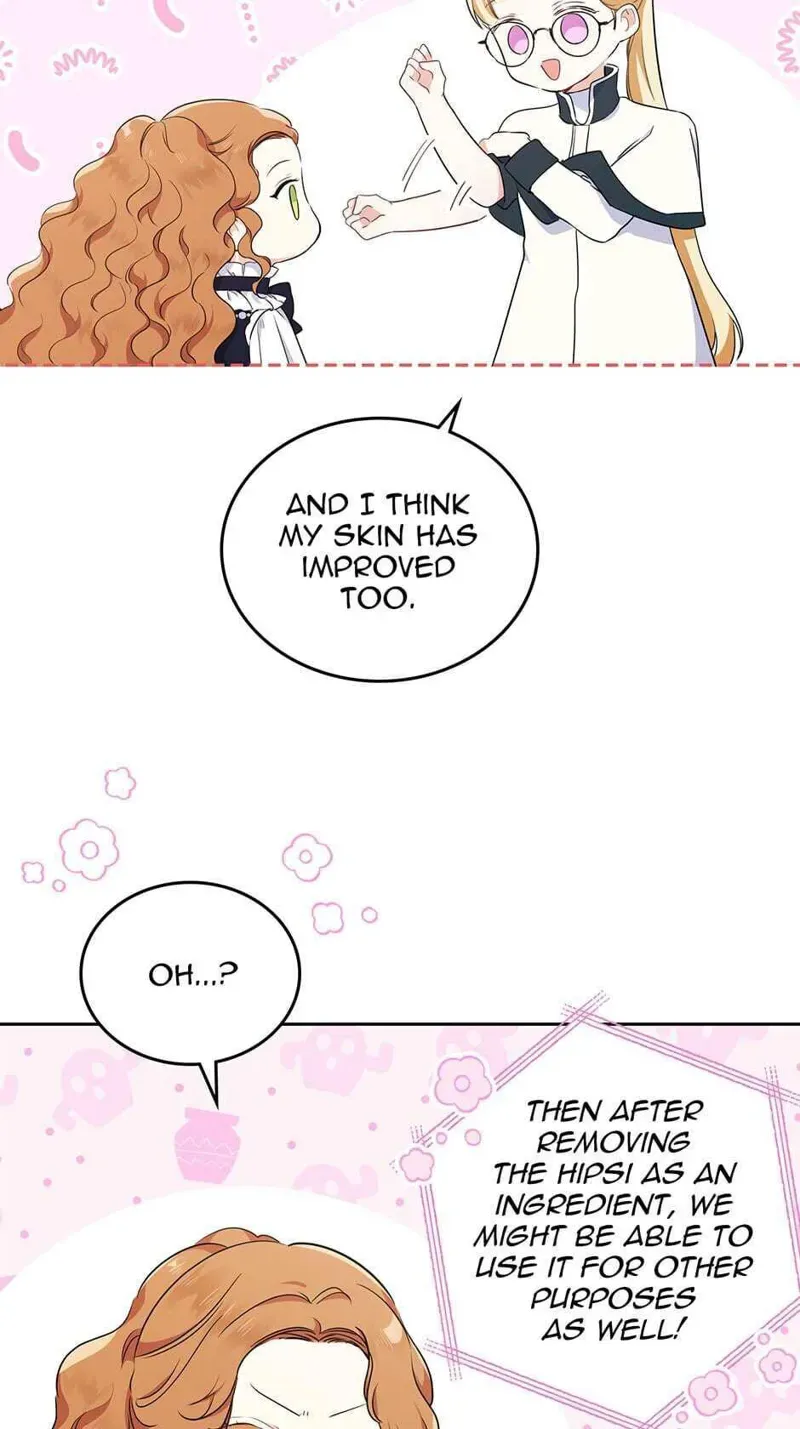 AND I THINK
MY SKIN HAS
IMPROVED
TOO.
OH...?
THEN AFTER
REMOVING
THE HIPSI AS AN
INGREDIENT, WE
MIGHT BE ABLE TO
USE IT FOR OTHER
PURPOSES
AS WELL!